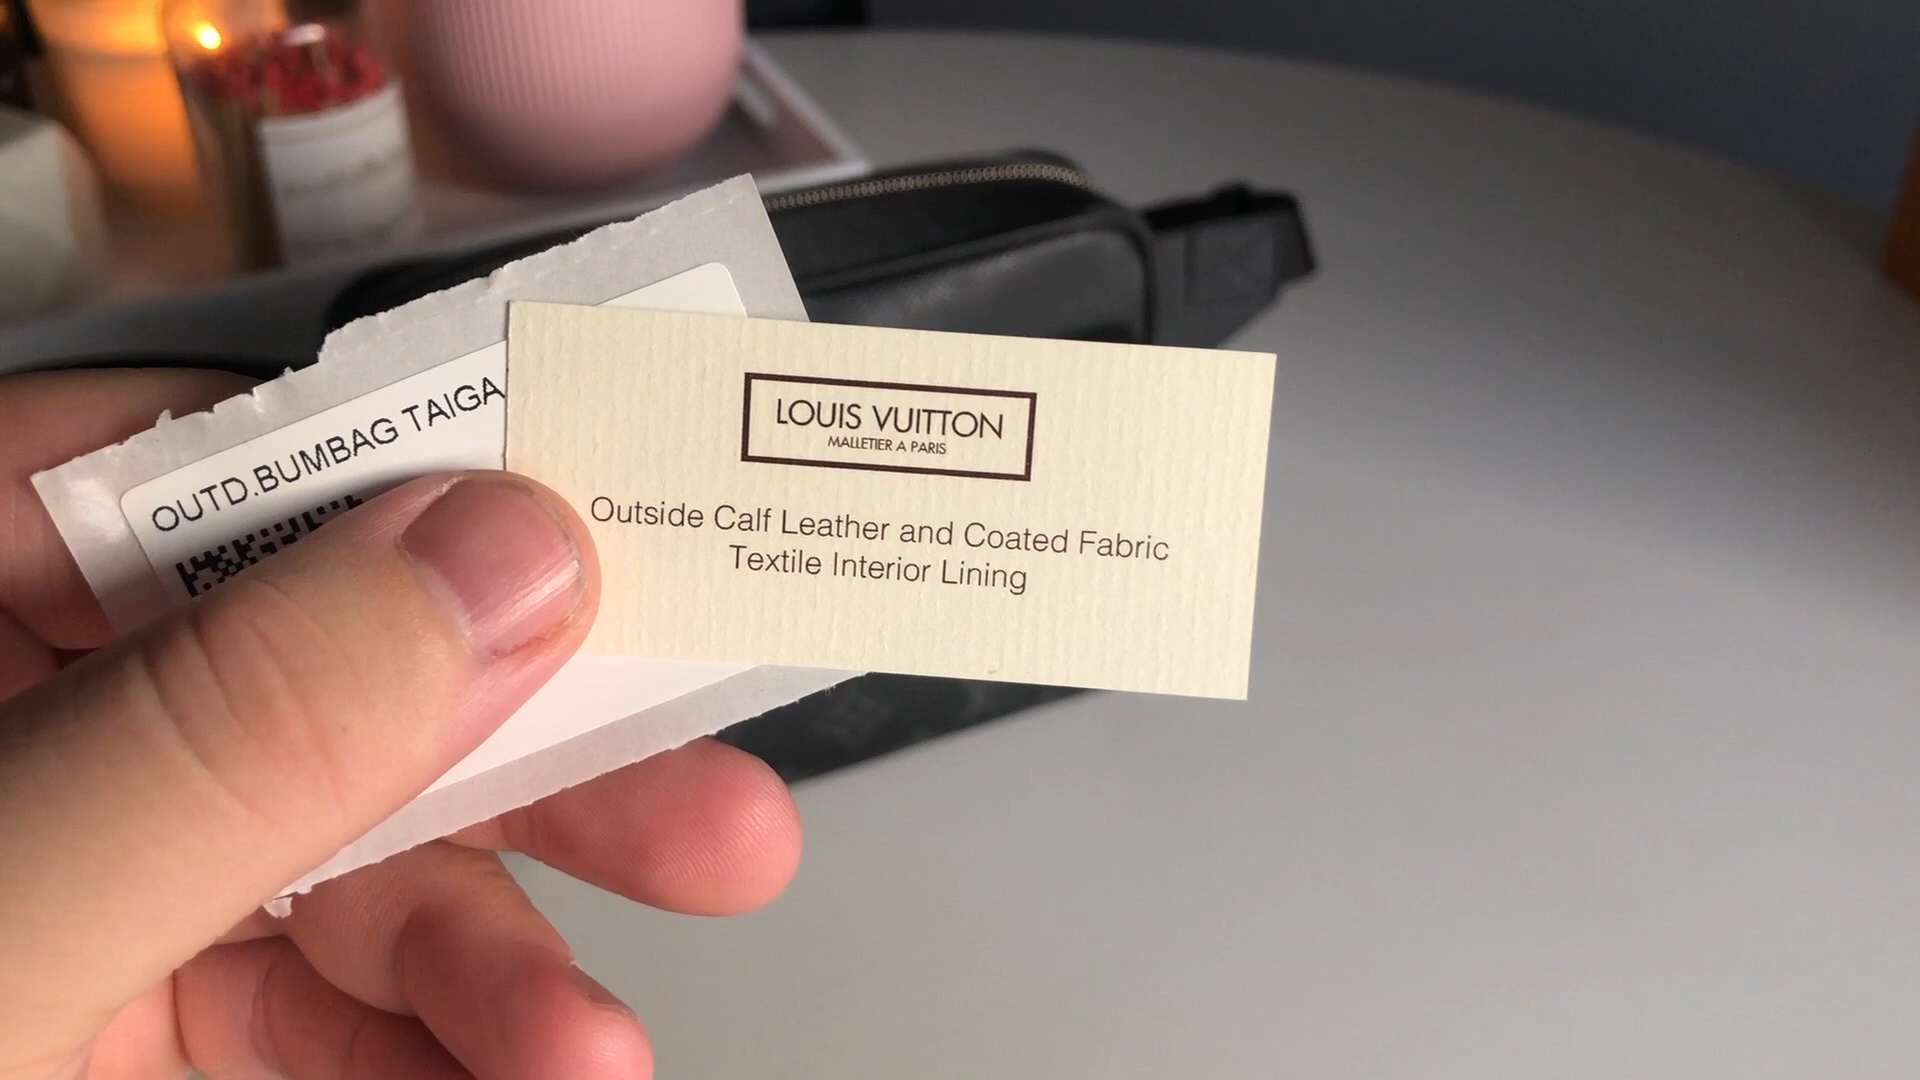 OUTD.BUMBAG TAIGA
LOUIS VUITTON
MALLETIER A PARIS
Outside Calf Leather and Coated Fabric
Textile Interior Lining